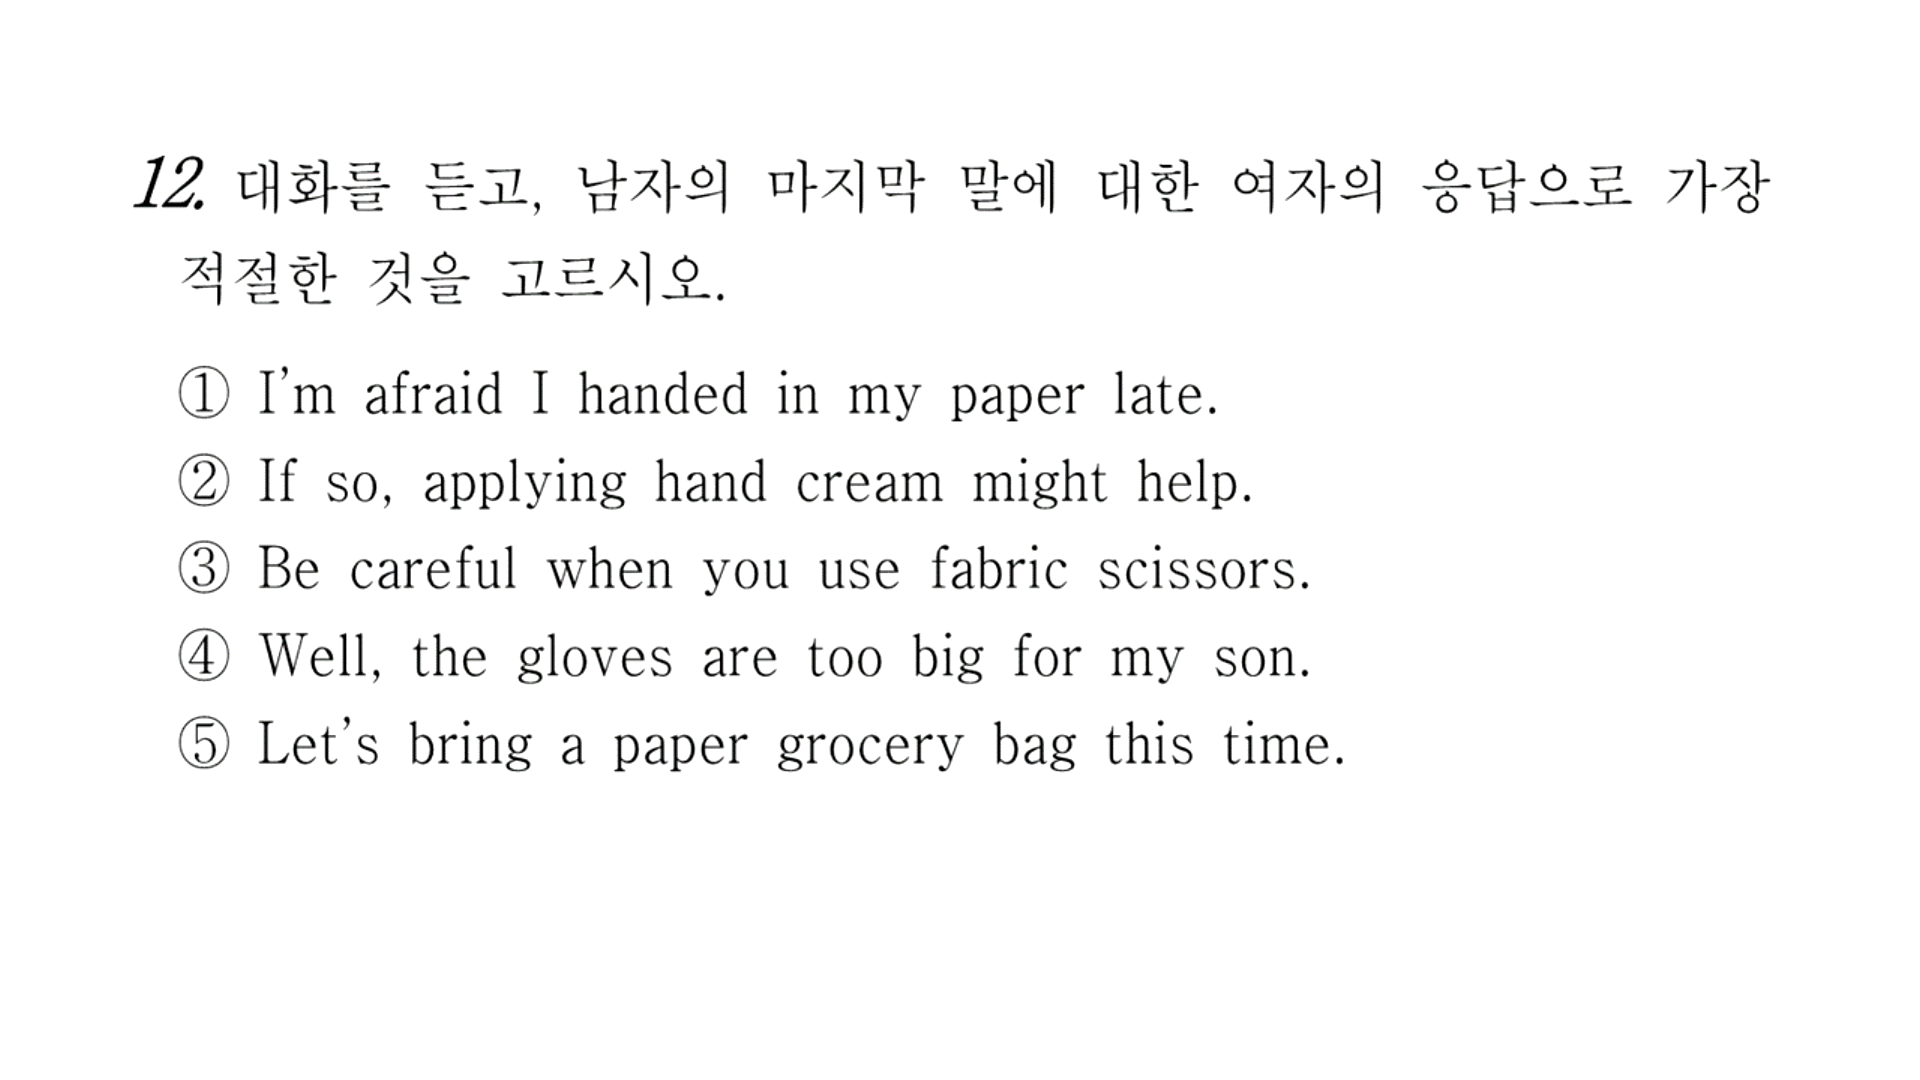 12. 대화를 듣고, 남자의 마지막 말에 대한 여자의 응답으로 가장
적절한 것을 고르시오.
① I'm afraid I handed in my paper late.
② If so, applying hand cream might help.
③ Be careful when you use fabric scissors.
④ Well, the gloves are too big for my son.
⑤ Let's bring a paper grocery bag this time.